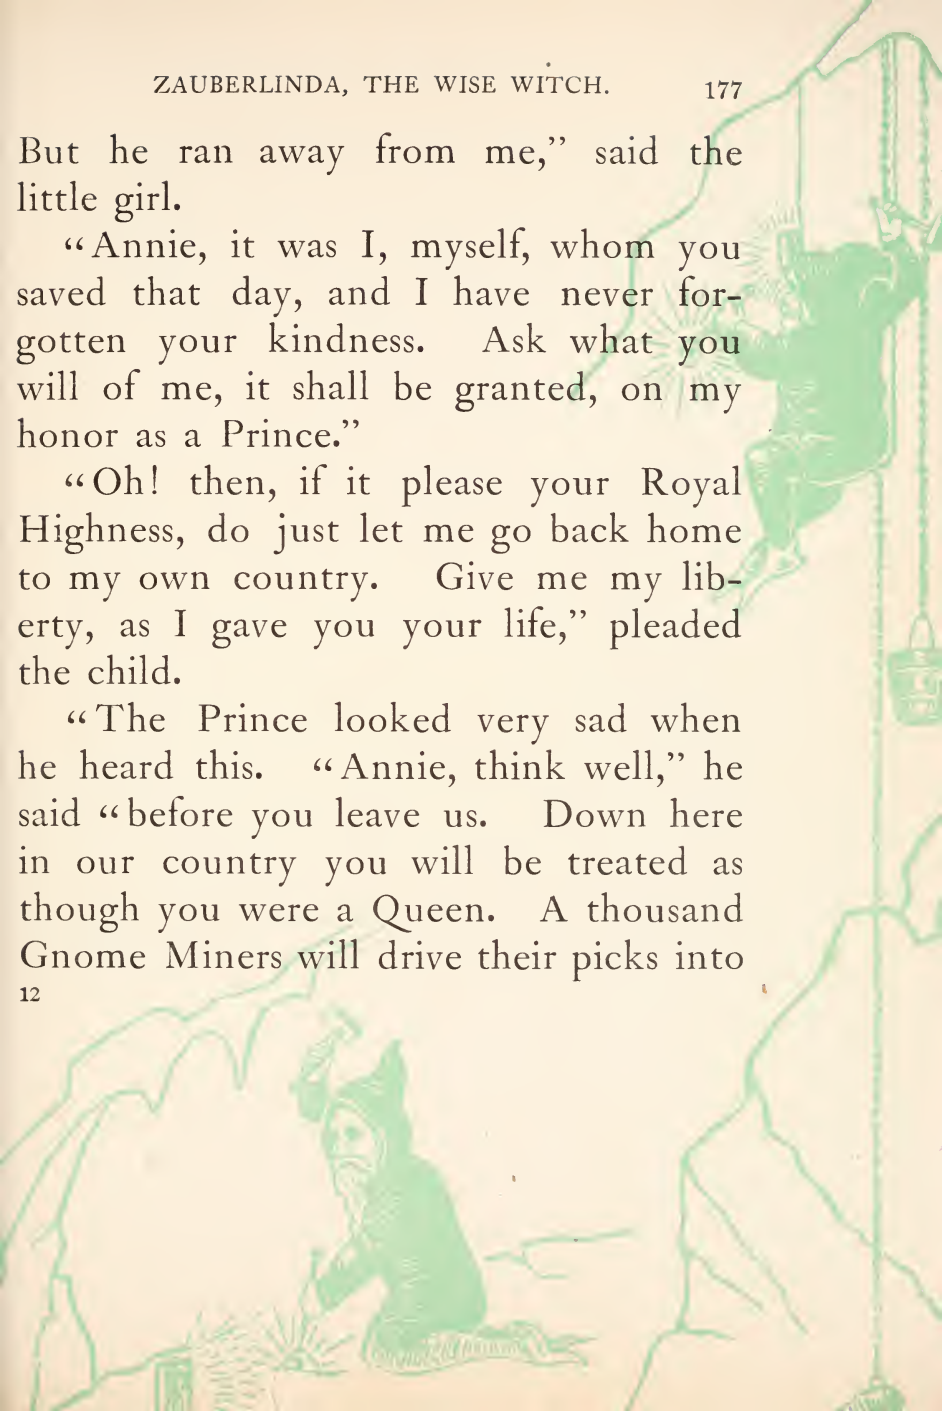 ZAUBERLINDA, THE WISE WITCH. 177
But he ran away from me,” said the
little girl.
“Annie, it was I, myself, whom you
saved that day, and I have never for-
gotten your kindness. Ask what you
will of me, it shall be granted, on my
honor as a Prince.”
“Oh! then, if it please your Royal
Highness, do just let me go back home
to my own country. Give me my lib-
erty, as I gave you your life,” pleaded
the child.
“The Prince looked very sad when
he heard this. “Annie, think well,” he
said “before you leave us. Down here
in our country you will be treated as
though you were a Queen. A thousand
Gnome Miners will drive their picks into
12